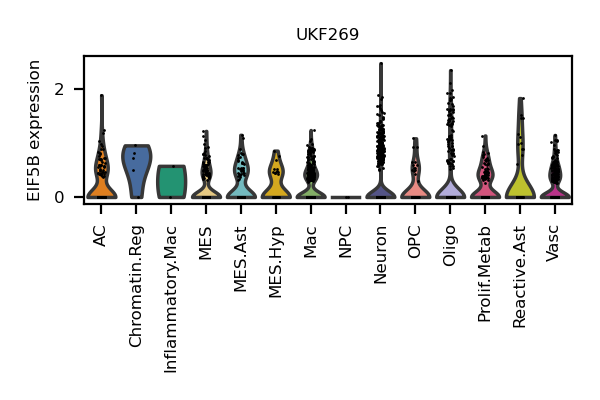 UKF269
EIF5B expression
2
0
AC
Chromatin.Reg
Inflammatory.Mac
MES
MES.Ast
MES.Hyp
Mac
NPC
Neuron
OPC
Oligo
Prolif.Metab
Reactive.Ast
Vasc